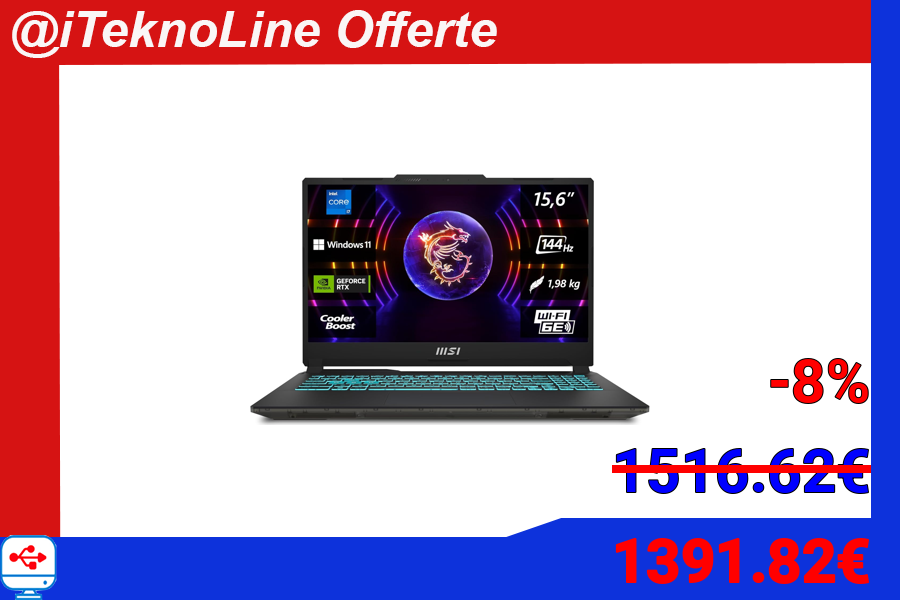 @iTeknoLine Offerte
intel
CORE
i7
15,6”
Windows 11
144Hz
NVIDIA
GEFORCE
RTX
1,98 kg
Cooler
Boost
WI-FI
6E
msi
-8%
1516.62€
1391.82€